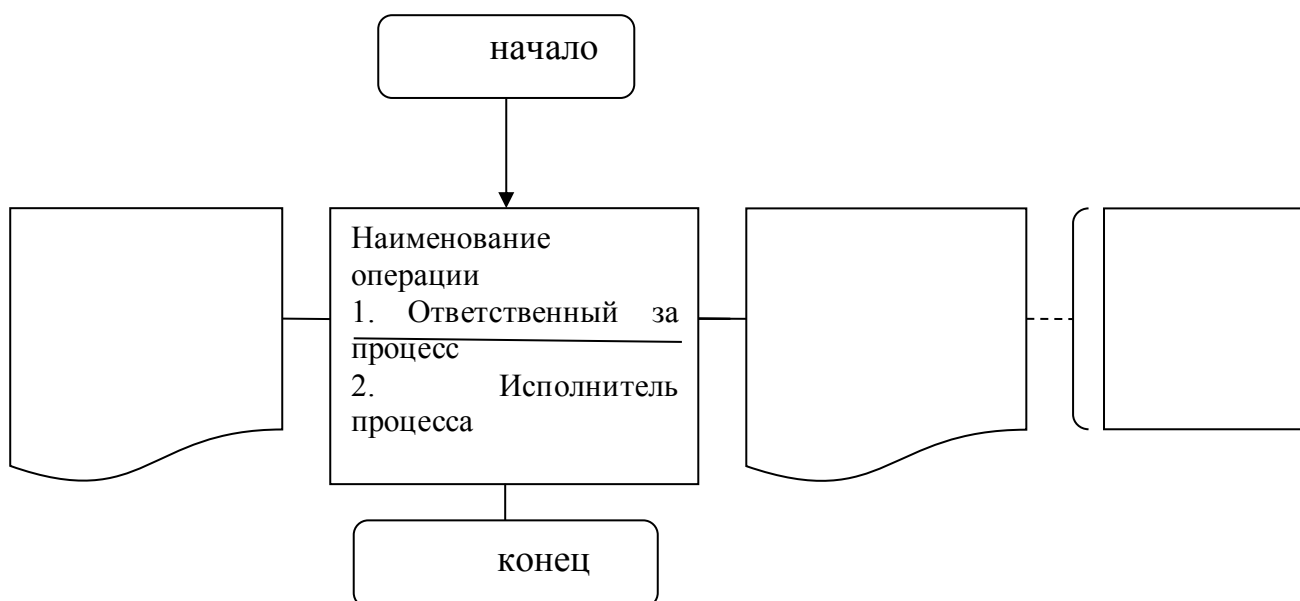 начало
Наименование
операции
1. Ответственный за
процесс
2. Исполнитель
процесса
конец